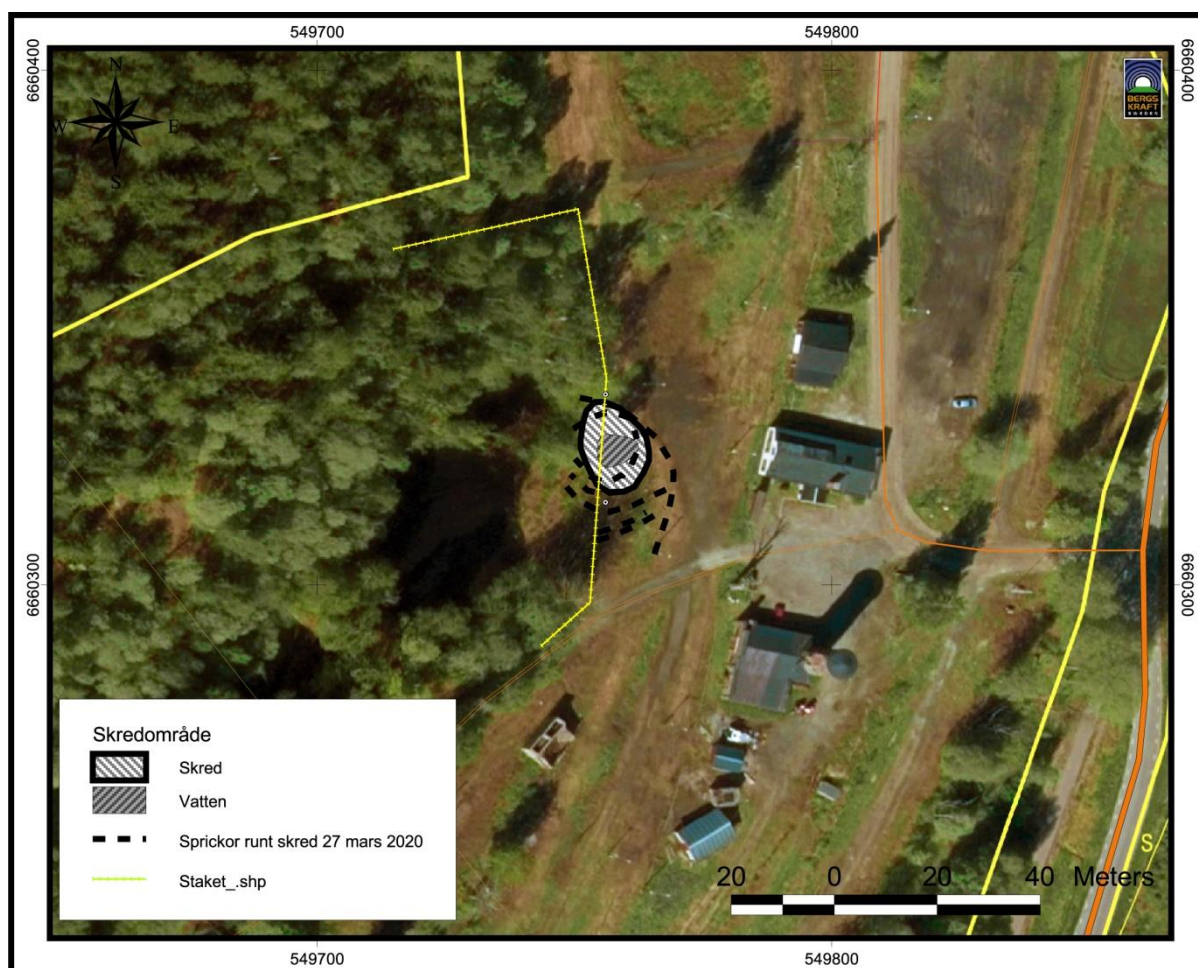 549700
549800
6660400
6660400
N
W
E
S
BERGS
KRAFT
SWEDEN
6660300
6660300
Skredområde
Skred
Vatten
Sprickor runt skred 27 mars 2020
Staket_.shp
S
20
0
20
40
Meters
549700
549800